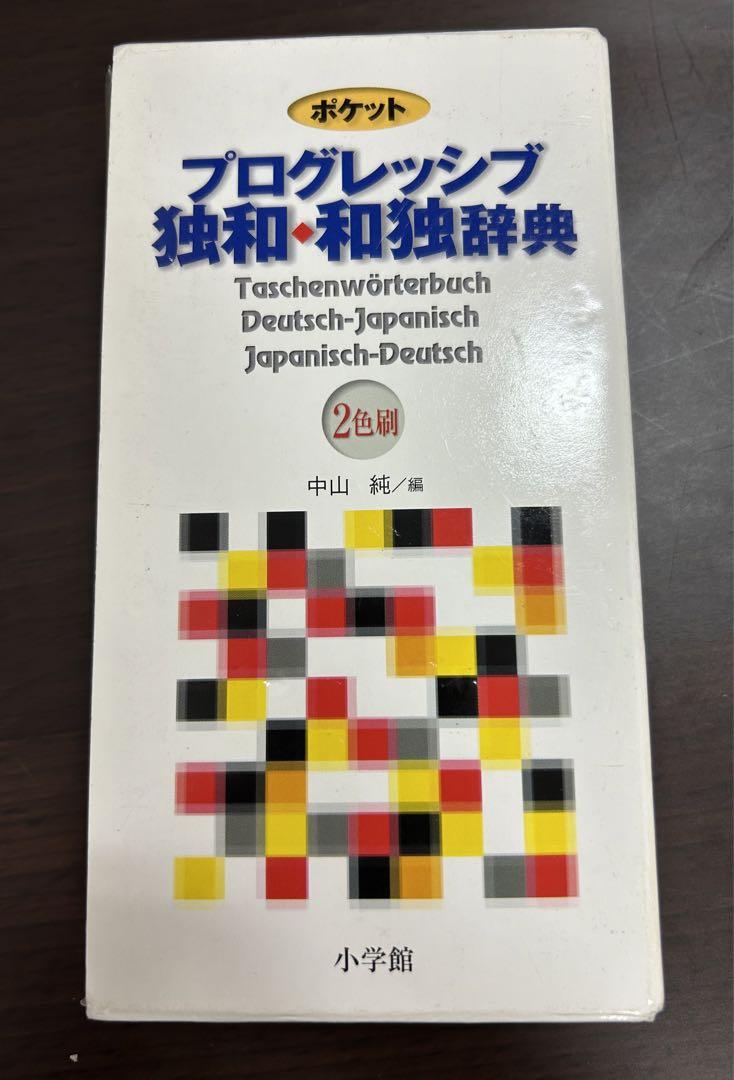 ポケット
プログレッシブ
独和◆和独辞典
Taschenwörterbuch
Deutsch-Japanisch
Japanisch-Deutsch
2色刷
中山 純／編
小学館